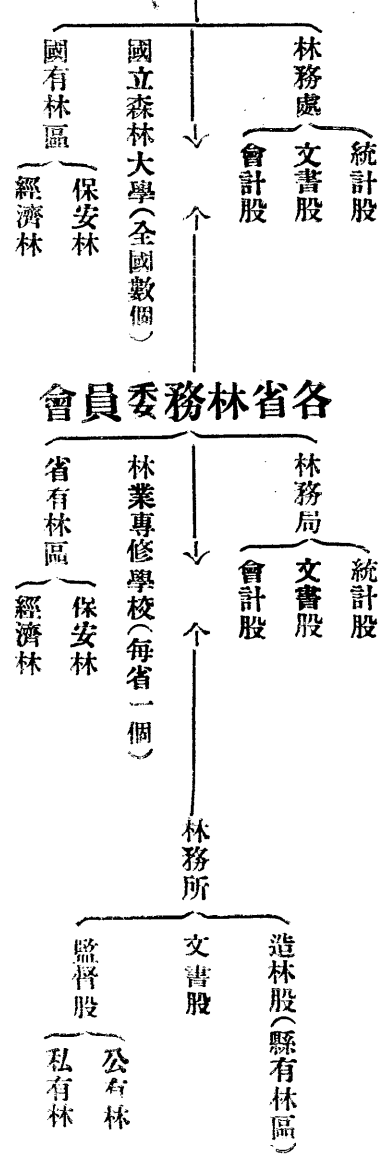 林務處
統計股
文書股
會計股
國立森林大學(全國數個)
國有林區
保安林
經濟林
各省林務委員會
林務局
統計股
文書股
會計股
林業專修學校(每省一個)
省有林區
保安林
經濟林
林務所
造林股(縣有林區)
文書股
監督股
公有林
私有林